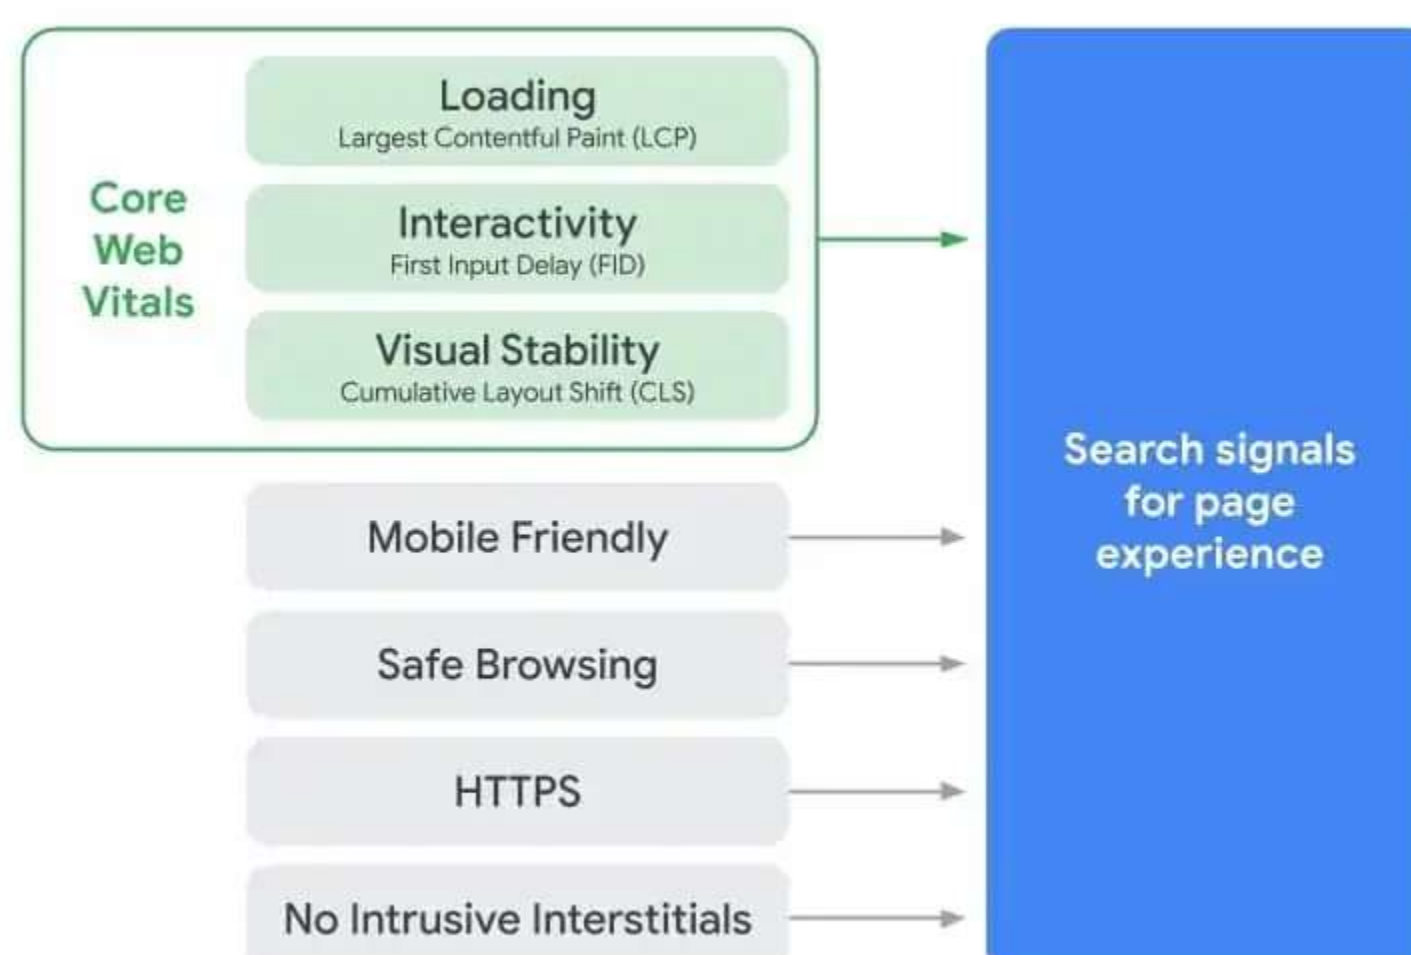 Core
Web
Vitals
Loading
Largest Contentful Paint (LCP)
Interactivity
First Input Delay (FID)
Visual Stability
Cumulative Layout Shift (CLS)
Mobile Friendly
Safe Browsing
HTTPS
No Intrusive Interstitials
Search signals
for page
experience